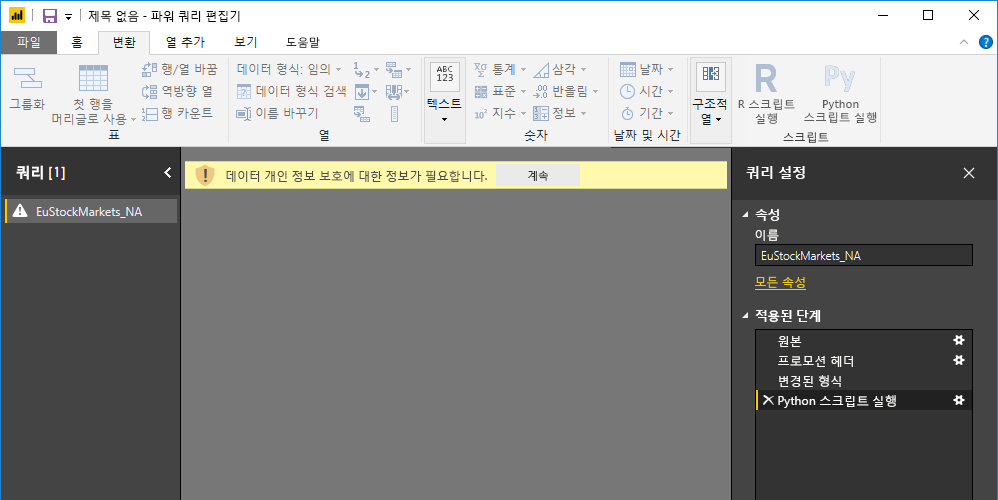 제목 없음 - 파워 쿼리 편집기
파일 홈 변환 열 추가 보기 도움말
그룹화
첫 행을
머리글로 사용
행/열 바꿈
역방향 열
행 카운트
표
데이터 형식: 임의
데이터 형식 검색
이름 바꾸기
열
ABC
123
텍스트
통계
표준
지수
삼각
반올림
정보
숫자
날짜
시간
기간
날짜 및 시간
구조적
열
R 스크립트
실행
Python
스크립트 실행
스크립트
쿼리 [1]
EuStockMarkets_NA
데이터 개인 정보 보호에 대한 정보가 필요합니다. 계속
쿼리 설정
속성
이름
EuStockMarkets_NA
모든 속성
적용된 단계
원본
프로모션 헤더
변경된 형식
Python 스크립트 실행